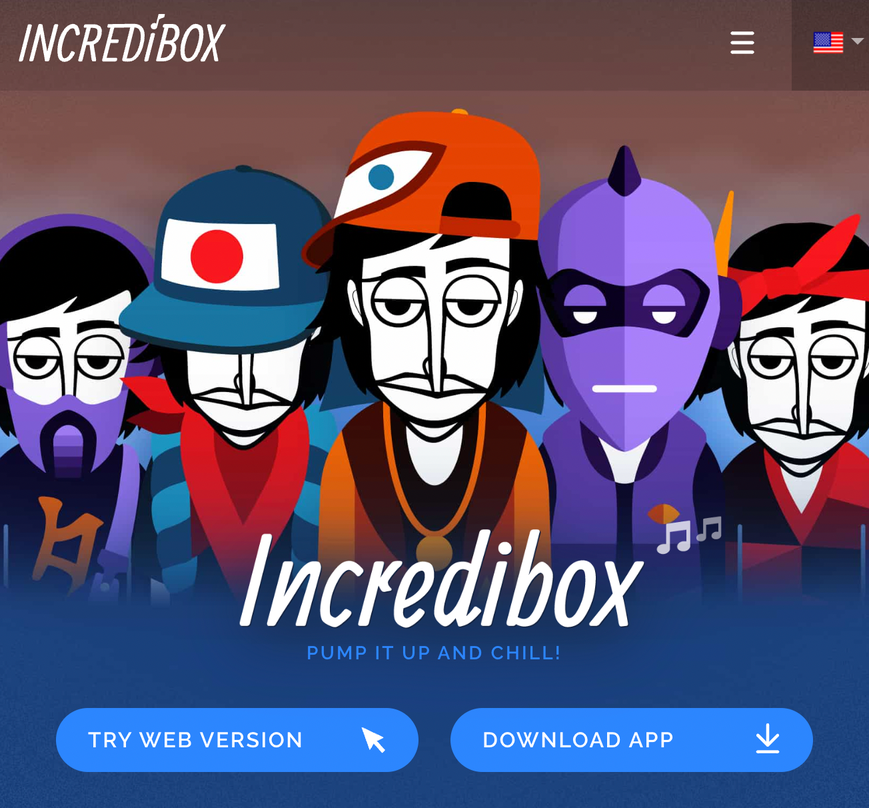 INCREDiBOX
Incredibox
PUMP IT UP AND CHILL!
TRY WEB VERSION
DOWNLOAD APP